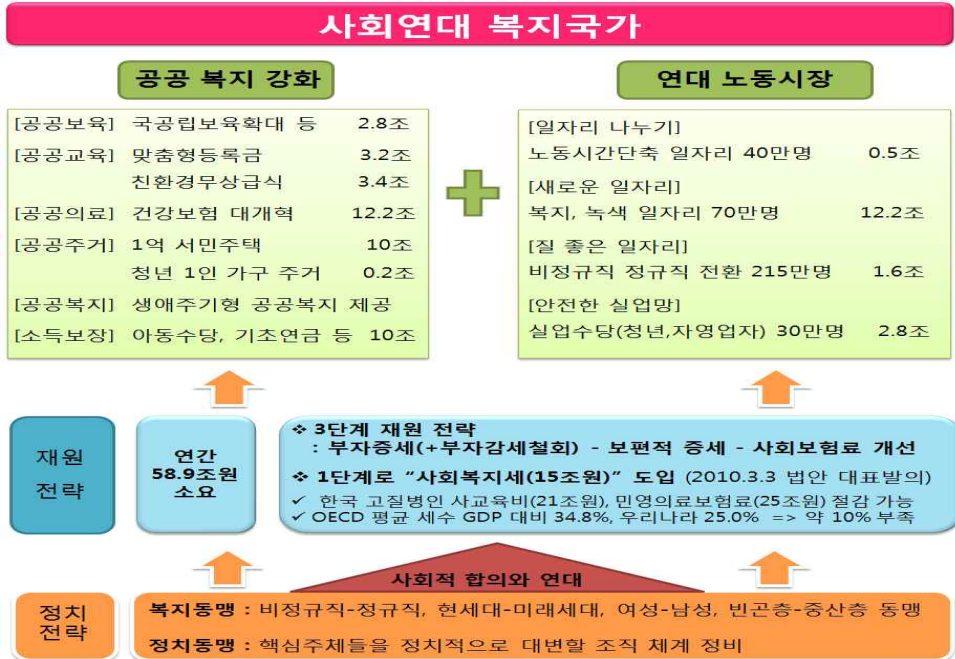 사회연대 복지국가
공공 복지 강화
[공공보육] 국공립보육확대 등 2.8조
[공공교육] 맞춤형등록금 3.2조
친환경무상급식 3.4조
[공공의료] 건강보험 대개혁 12.2조
[공공주거] 1억 서민주택 10조
청년 1인 가구 주거 0.2조
[공공복지] 생애주기형 공공복지 제공
[소득보장] 아동수당, 기초연금 등 10조
연대 노동시장
[일자리 나누기]
노동시간단축 일자리 40만명 0.5조
[새로운 일자리]
복지, 녹색 일자리 70만명 12.2조
[질 좋은 일자리]
비정규직 정규직 전환 215만명 1.6조
[안전한 실업망]
실업수당(청년,자영업자) 30만명 2.8조
재원
전략
연간
58.9조원
소요
❖ 3단계 재원 전략
: 부자증세(+부자감세철회) - 보편적 증세 - 사회보험료 개선
❖ 1단계로 “사회복지세(15조원)” 도입 (2010.3.3 법안 대표발의)
✓ 한국 고질병인 사교육비(21조원), 민영의료보험료(25조원) 절감 가능
✓ OECD 평균 세수 GDP 대비 34.8%, 우리나라 25.0% => 약 10% 부족
사회적 합의와 연대
정치
전략
복지동맹 : 비정규직-정규직, 현세대-미래세대, 여성-남성, 빈곤층-중산층 동맹
정치동맹 : 핵심주체들을 정치적으로 대변할 조직 체계 정비